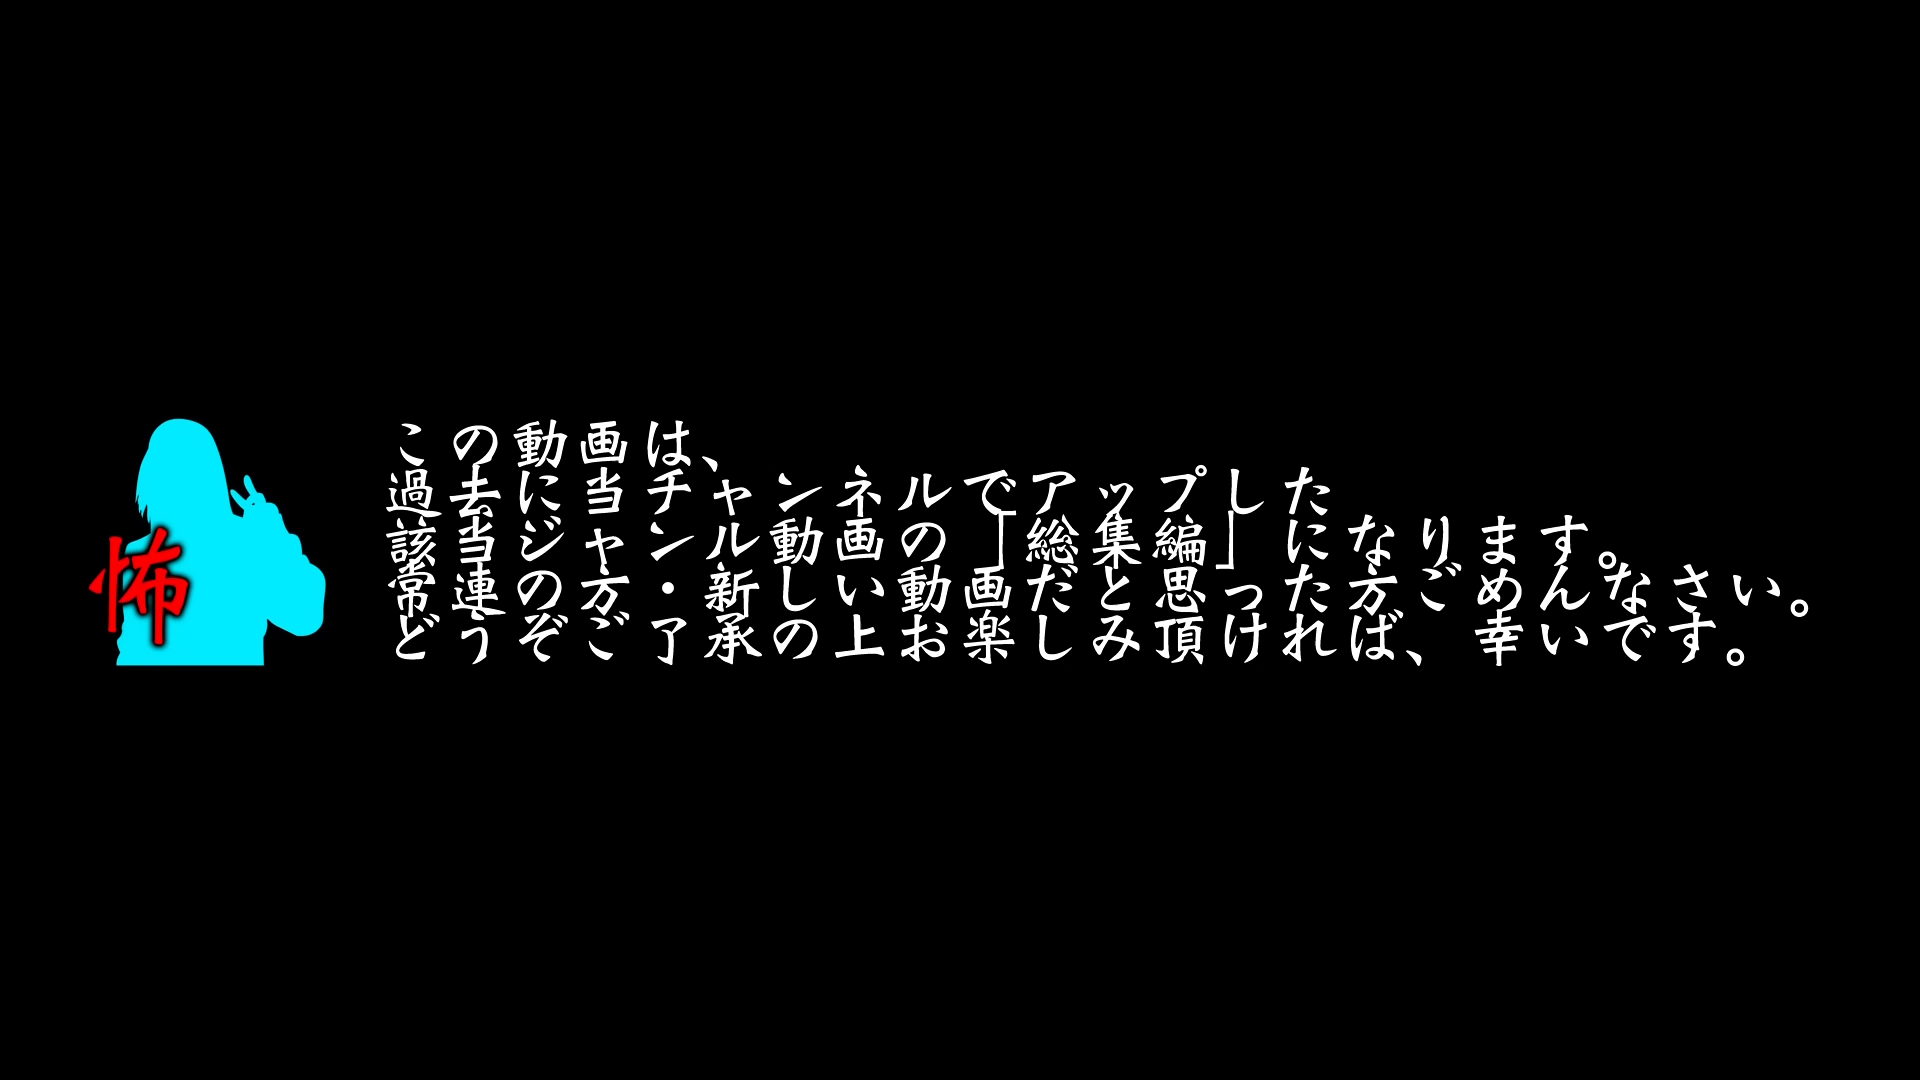 この動画は、
過去に当チャンネルでアップした
該当ジャンル動画の「総集編」になります。
常連の方・新しい動画だと思った方ごめんなさい。
どうぞご了承の上お楽しみ頂ければ、幸いです。
怖